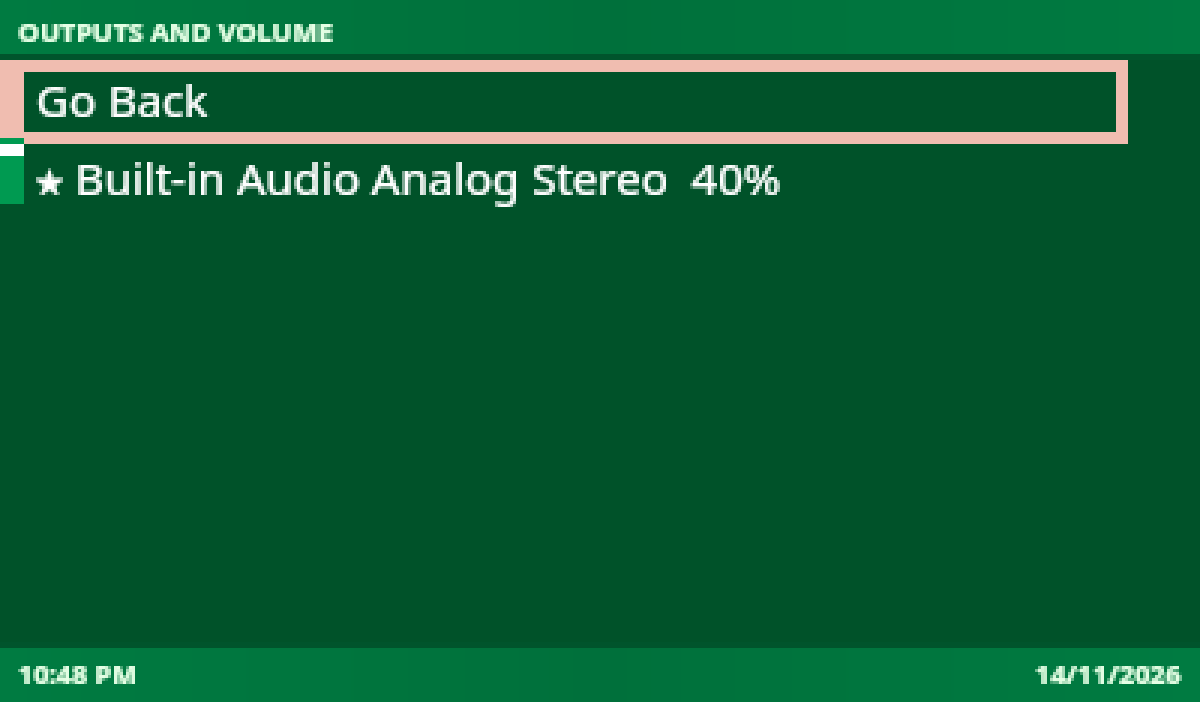 OUTPUTS AND VOLUME
Go Back
★ Built-in Audio Analog Stereo  40%
10:48 PM
14/11/2026